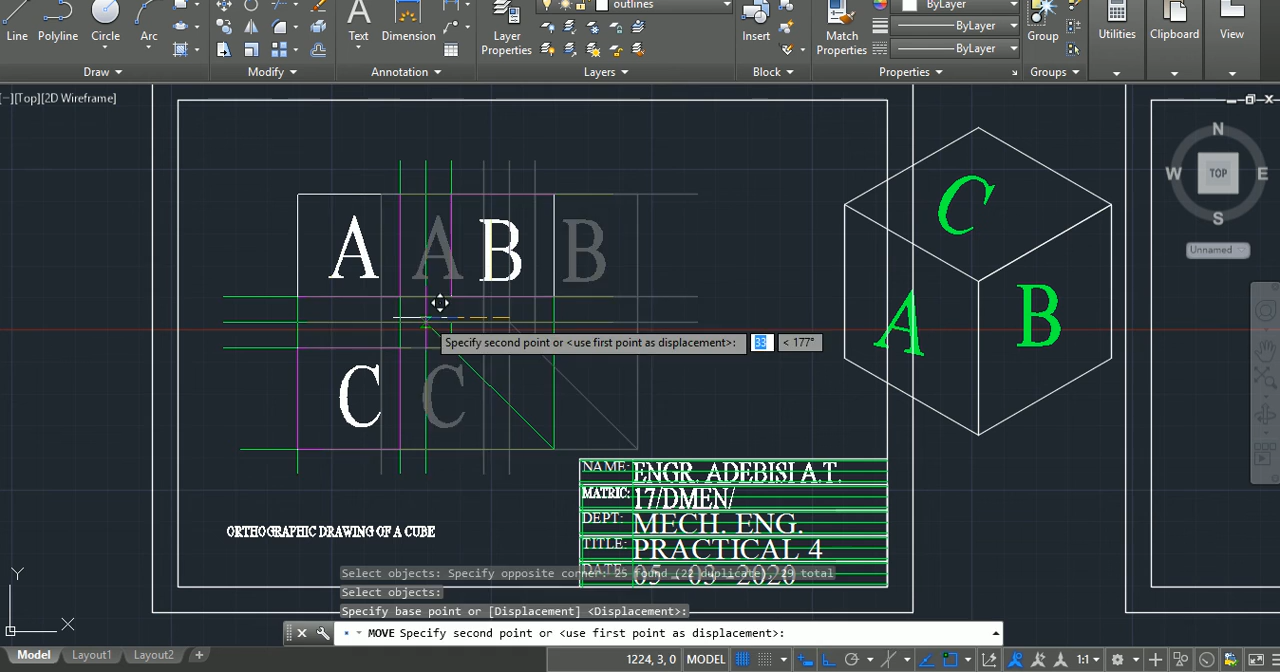 outlines
ByLayer
Line Polyline Circle Arc
Text Dimension
Layer Properties
Insert
Match Properties
ByLayer
ByLayer
Group
Utilities
Clipboard
View
Draw
Modify
Annotation
Layers
Block
Properties
Groups
[−][Top][2D Wireframe]
N
W TOP E
S
Unnamed
A A B B
C
A B
C C
Specify second point or <use first point as displacement>: 33 < 177°
NAME: ENGR. ADEBISI A.T.
MATRIC: 17/DMEN/
DEPT: MECH. ENG.
TITLE: PRACTICAL 4
DATE: 05 - 03 -2020
ORTHOGRAPHIC DRAWING OF A CUBE
Select objects: Specify opposite corner: 25 found (22 duplicate), 29 total
Select objects:
Specify base point or [Displacement] <Displacement>:
MOVE Specify second point or <use first point as displacement>:
Y
X
Model Layout1 Layout2 +
1224, 3, 0 MODEL 1:1